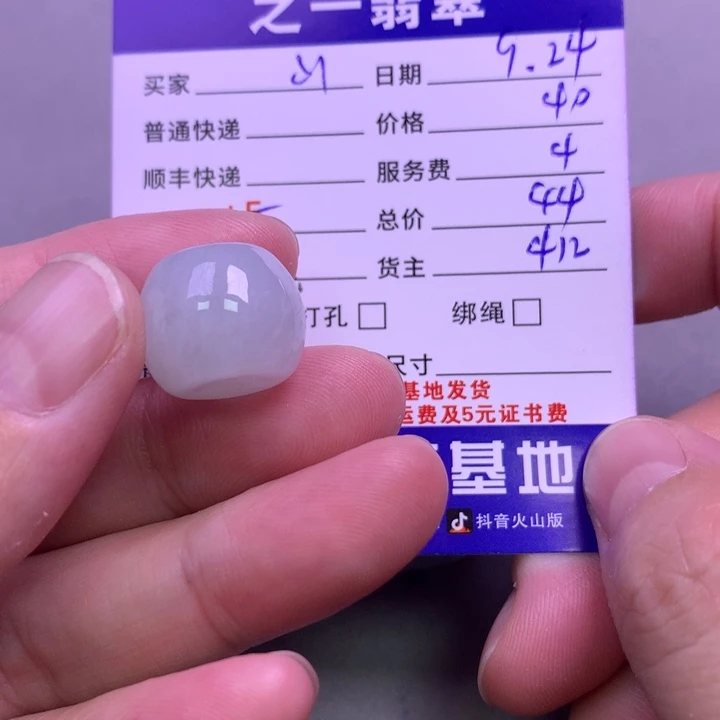 之一翡翠
买家 日期 9.24
普通快递 价格 40
顺丰快递 服务费 4
总价 44
货主 412
打孔 绑绳
尺寸
基地发货
运费及5元证书费
基地
抖音火山版